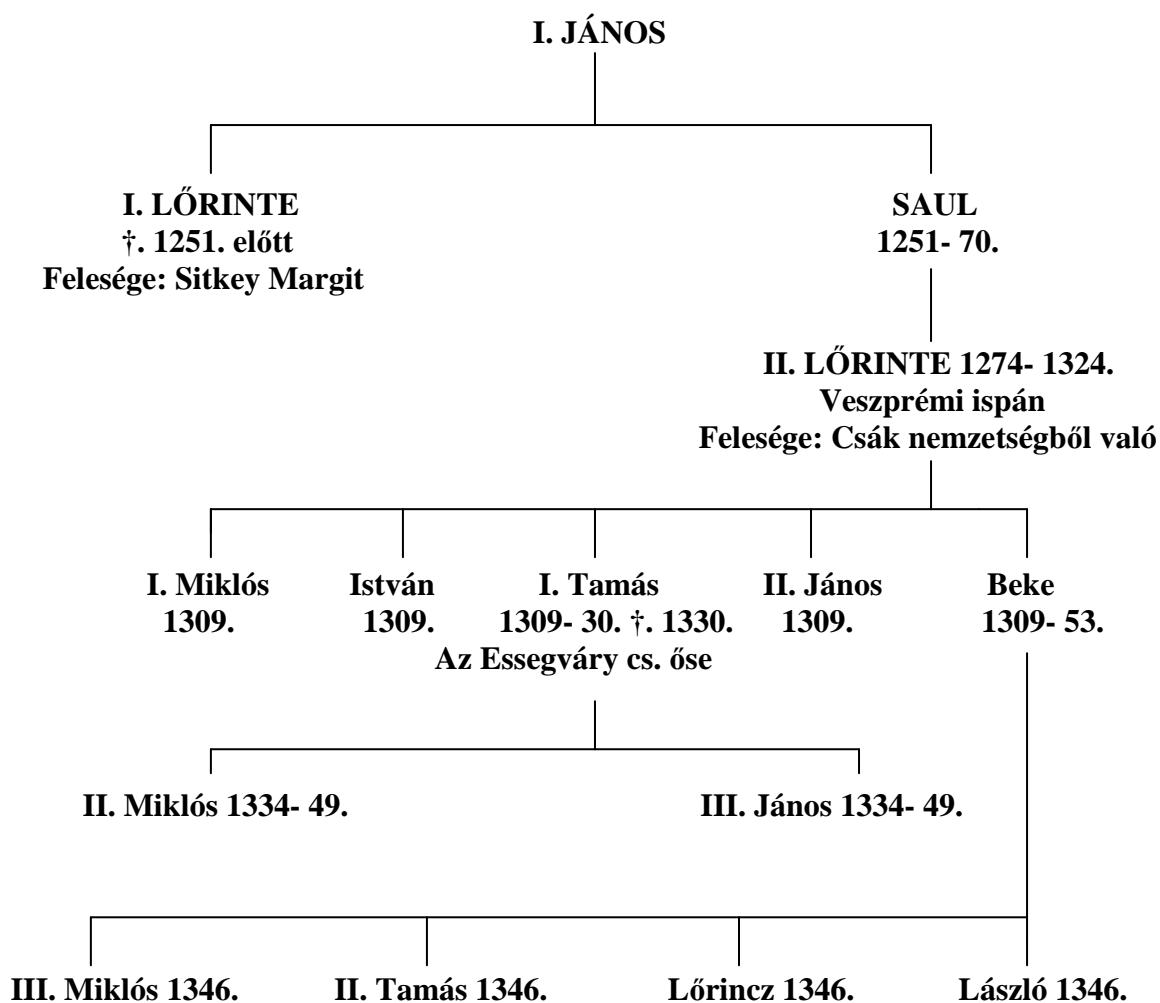 I. JÁNOS
I. LŐRINTE
†. 1251. előtt
Felesége: Sitkey Margit
SAUL
1251- 70.
II. LŐRINTE 1274- 1324.
Veszprémi ispán
Felesége: Csák nemzetségből való
I. Miklós
1309.
István
1309.
I. Tamás
1309- 30. †. 1330.
Az Essegváry cs. őse
II. János
1309.
Beke
1309- 53.
II. Miklós 1334- 49.
III. János 1334- 49.
III. Miklós 1346.
II. Tamás 1346.
Lőrincz 1346.
László 1346.